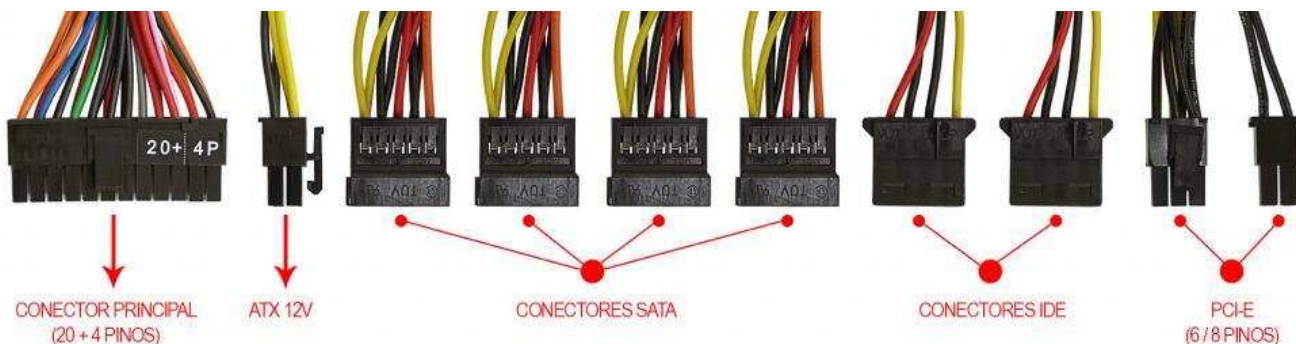 20+ 4P
CONECTOR PRINCIPAL
(20 + 4 PINOS)
ATX 12V
CONECTORES SATA
CONECTORES IDE
PCI-E
(6 / 8 PINOS)